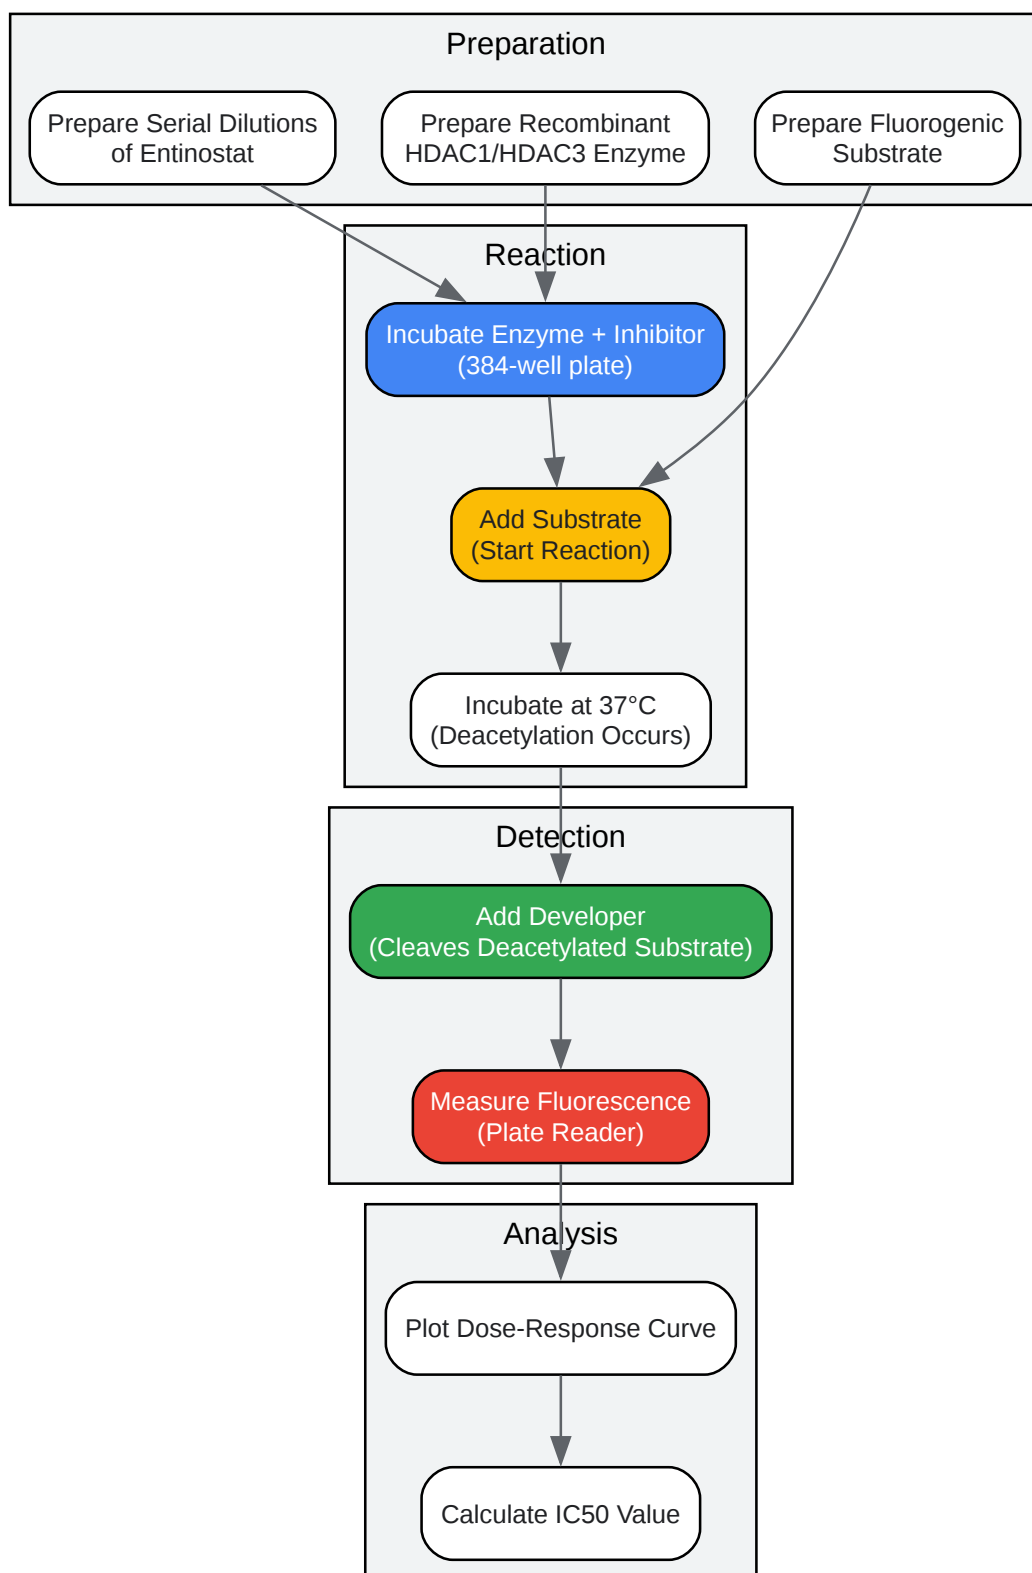 Preparation
Prepare Serial Dilutions
of Entinostat
Prepare Recombinant
HDAC1/HDAC3 Enzyme
Prepare Fluorogenic
Substrate
Reaction
Incubate Enzyme + Inhibitor
(384-well plate)
Add Substrate
(Start Reaction)
Incubate at 37°C
(Deacetylation Occurs)
Detection
Add Developer
(Cleaves Deacetylated Substrate)
Measure Fluorescence
(Plate Reader)
Analysis
Plot Dose-Response Curve
Calculate IC50 Value